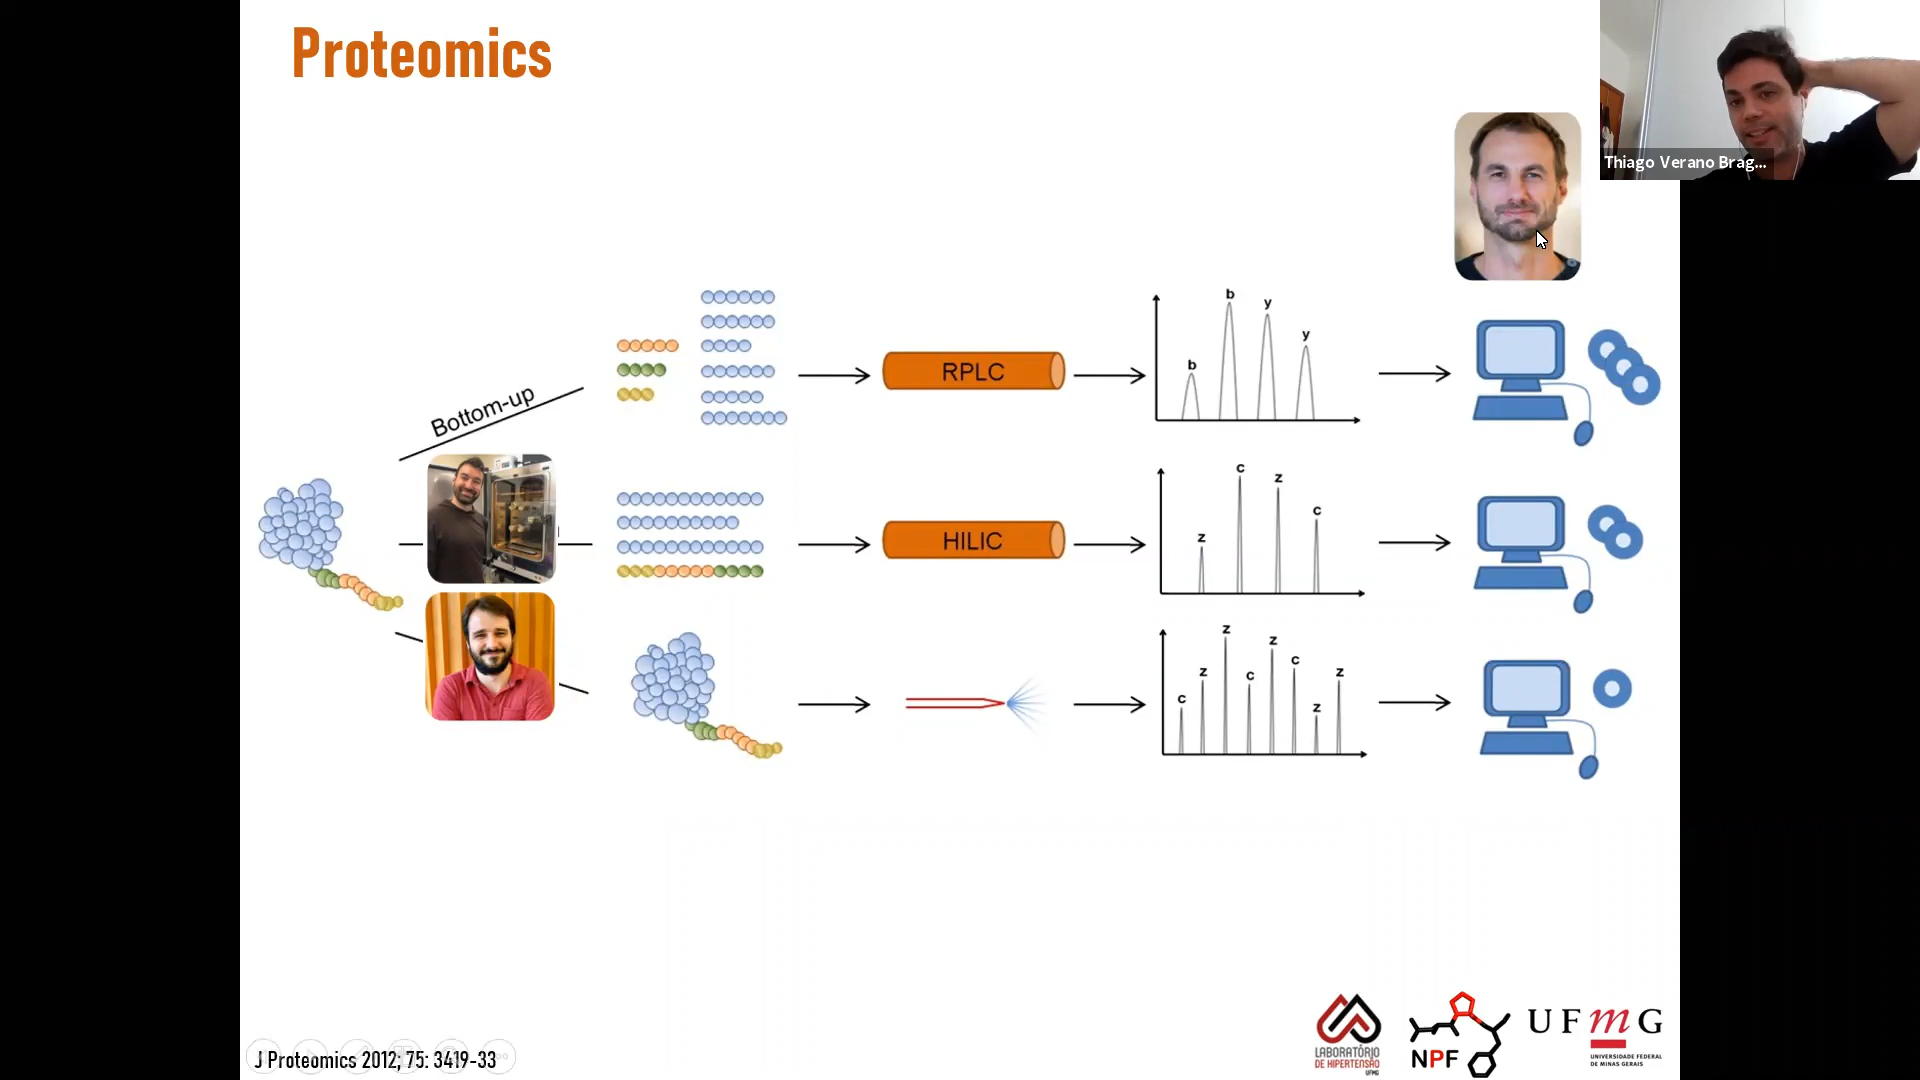 Proteomics
Thiago Verano Brag...
Bottom-up
RPLC
b
b
y
y
HILIC
z
c
z
c
c
z
z
c
z
c
z
z
J Proteomics 2012; 75: 3419-33
LABORATÓRIO
DE HIPERTENSÃO
UFMG
NPF
UFmG
UNIVERSIDADE FEDERAL
DE MINAS GERAIS